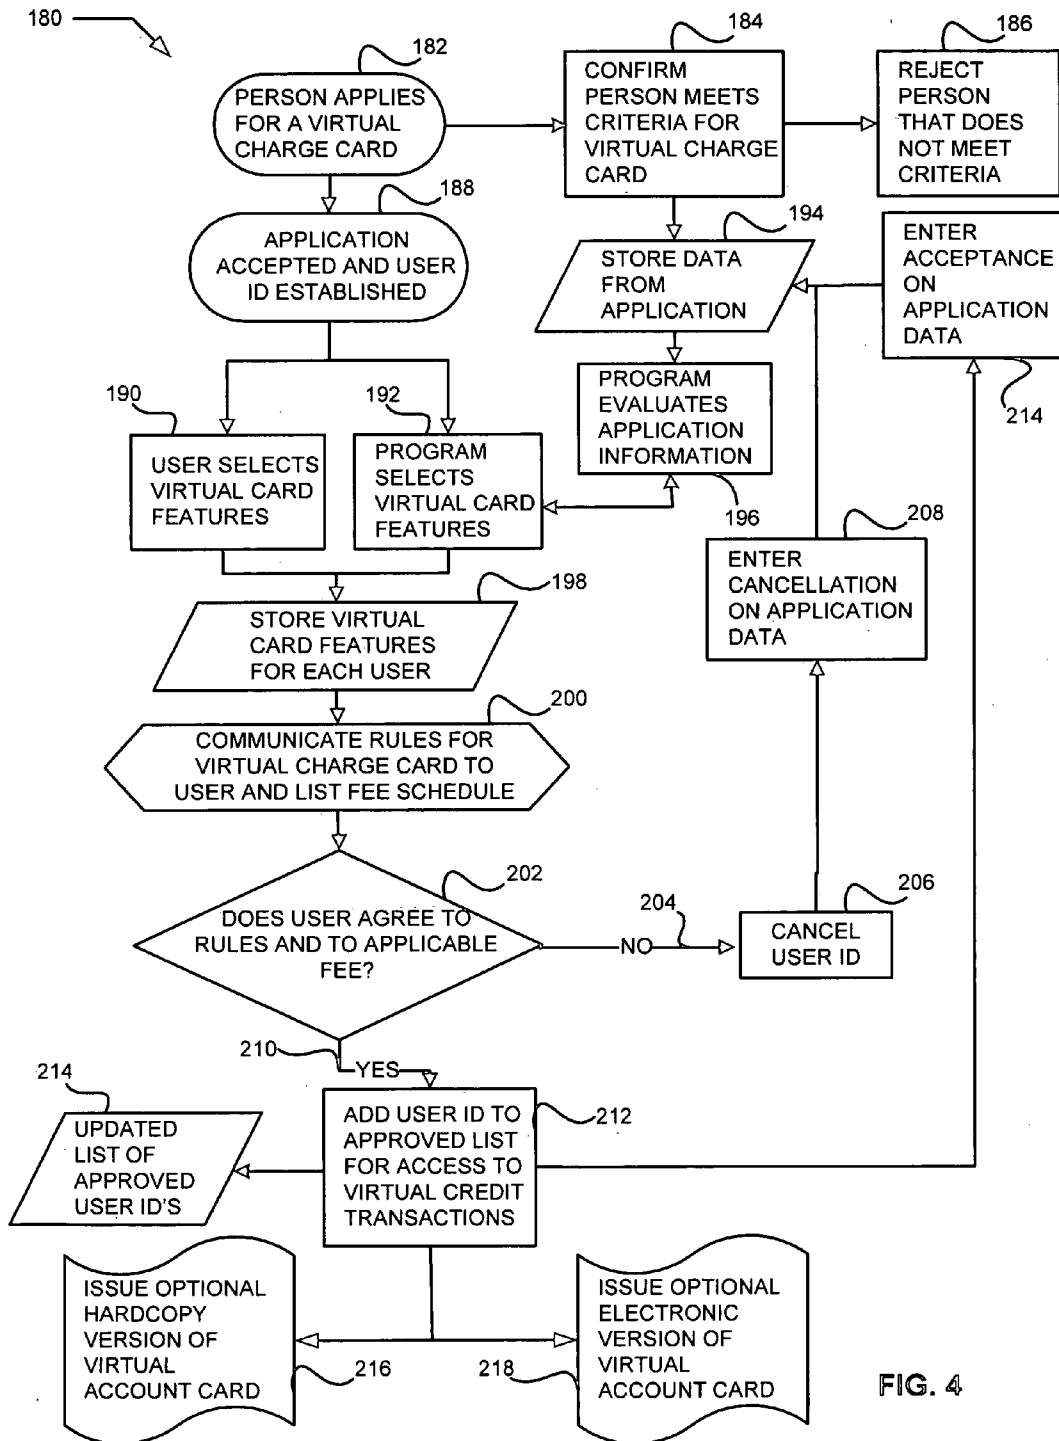 180
182
PERSON APPLIES
FOR A VIRTUAL
CHARGE CARD
184
CONFIRM
PERSON MEETS
CRITERIA FOR
VIRTUAL CHARGE
CARD
186
REJECT
PERSON
THAT DOES
NOT MEET
CRITERIA
188
APPLICATION
ACCEPTED AND USER
ID ESTABLISHED
194
STORE DATA
FROM
APPLICATION
ENTER
ACCEPTANCE
ON
APPLICATION
DATA
214
190
USER SELECTS
VIRTUAL CARD
FEATURES
192
PROGRAM
SELECTS
VIRTUAL CARD
FEATURES
PROGRAM
EVALUATES
APPLICATION
INFORMATION
196
208
ENTER
CANCELLATION
ON APPLICATION
DATA
198
STORE VIRTUAL
CARD FEATURES
FOR EACH USER
200
COMMUNICATE RULES FOR
VIRTUAL CHARGE CARD TO
USER AND LIST FEE SCHEDULE
202
DOES USER AGREE TO
RULES AND TO APPLICABLE
FEE?
204
NO
206
CANCEL
USER ID
210
YES
214
UPDATED
LIST OF
APPROVED
USER ID'S
212
ADD USER ID TO
APPROVED LIST
FOR ACCESS TO
VIRTUAL CREDIT
TRANSACTIONS
ISSUE OPTIONAL
HARDCOPY
VERSION OF
VIRTUAL
ACCOUNT CARD
216
218
ISSUE OPTIONAL
ELECTRONIC
VERSION OF
VIRTUAL
ACCOUNT CARD
FIG. 4